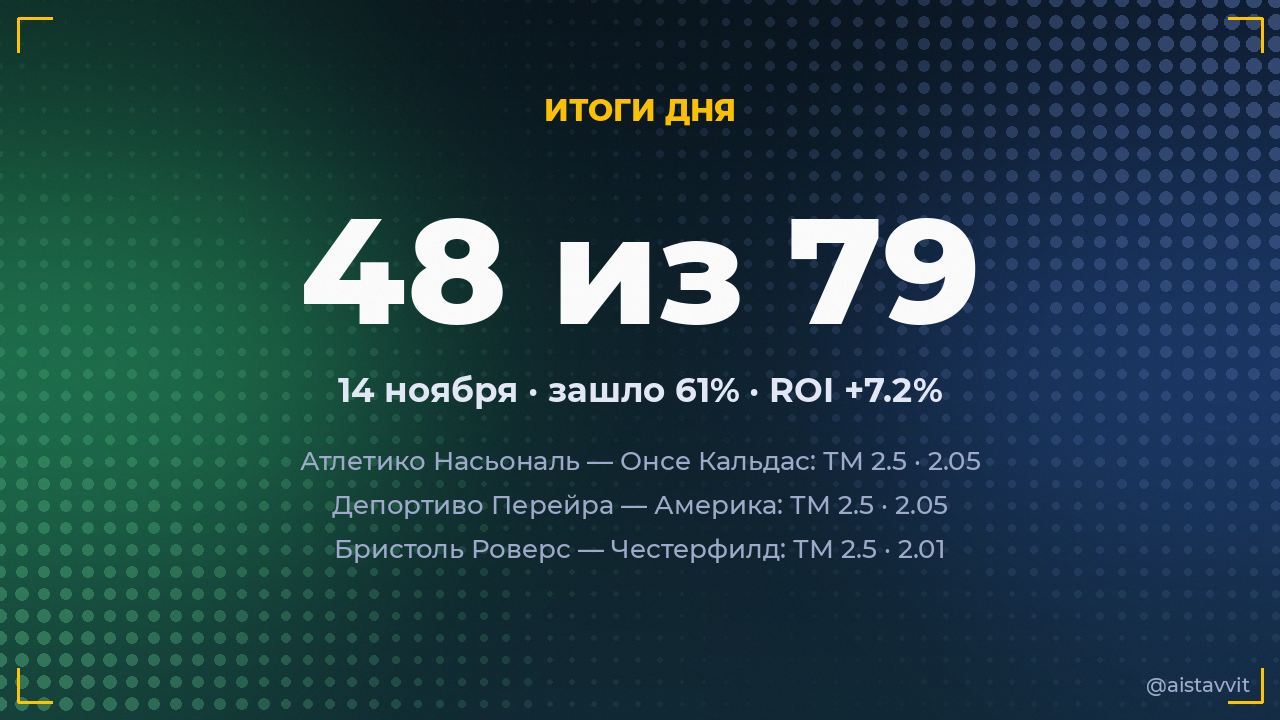 ИТОГИ ДНЯ
48 из 79
14 ноября · зашло 61% · ROI +7.2%
Атлетико Насьональ — Онсе Кальдас: ТМ 2.5 · 2.05
Депортиво Перейра — Америка: ТМ 2.5 · 2.05
Бристоль Роверс — Честерфилд: ТМ 2.5 · 2.01
@aistavvit